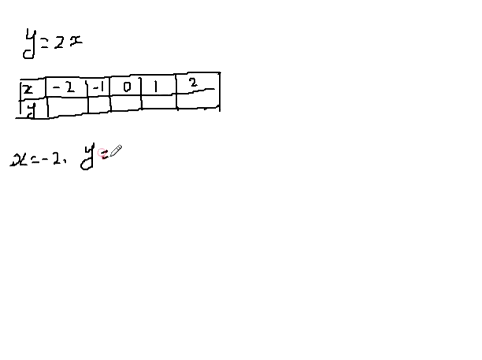 y = 2x
x -2 -1 0 1 2
y
x = -2, y =